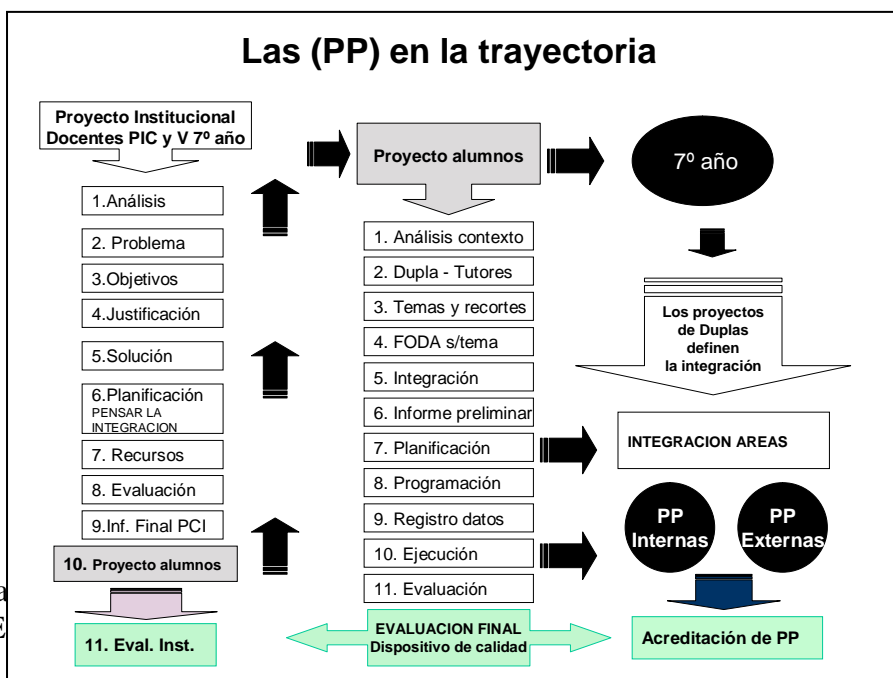 Las (PP) en la trayectoria
Proyecto Institucional
Docentes PIC y V 7º año
1.Análisis
2. Problema
3.Objetivos
4.Justificación
5.Solución
6.Planificación
PENSAR LA
INTEGRACION
7. Recursos
8. Evaluación
9.Inf. Final PCI
10. Proyecto alumnos
11. Eval. Inst.
Proyecto alumnos
1. Análisis contexto
2. Dupla - Tutores
3. Temas y recortes
4. FODA s/tema
5. Integración
6. Informe preliminar
7. Planificación
8. Programación
9. Registro datos
10. Ejecución
11. Evaluación
EVALUACION FINAL
Dispositivo de calidad
7º año
Los proyectos
de Duplas
definen
la integración
INTEGRACION AREAS
PP
Internas
PP
Externas
Acreditación de PP